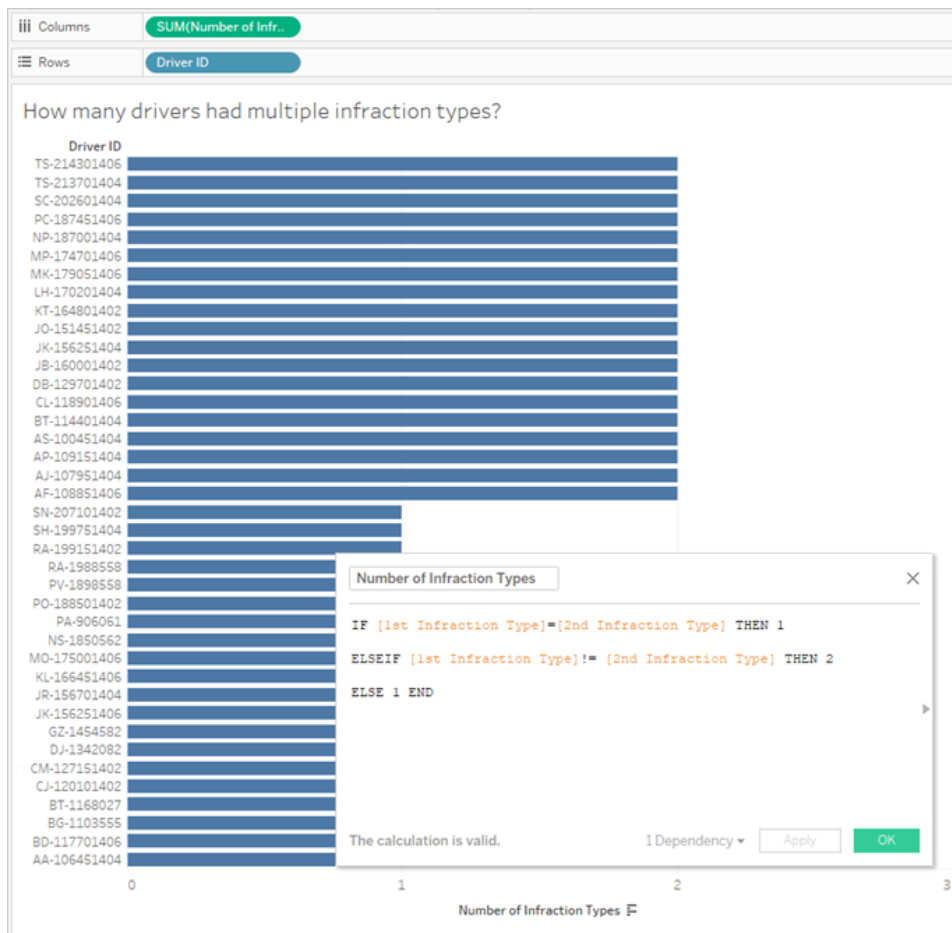 Columns
SUM(Number of Infr..
Rows
Driver ID
How many drivers had multiple infraction types?
Driver ID
TS-214301406
TS-213701404
SC-202601404
PC-187451406
NP-187001404
MP-174701406
MK-179051406
LH-170201404
KT-164801402
JO-151451402
JK-156251404
JB-160001402
DB-129701402
CL-118901406
BT-114401404
AS-100451404
AP-109151404
AJ-107951404
AF-108851406
SN-207101402
SH-199751404
RA-199151402
RA-1988558
PV-1898558
PO-188501402
PA-906061
NS-1850562
MO-175001406
KL-166451406
JR-156701404
JK-156251406
GZ-1454582
DJ-1342082
CM-127151402
CJ-120101402
BT-1168027
BG-1103555
BD-117701406
AA-106451404
Number of Infraction Types
IF [1st Infraction Type]=[2nd Infraction Type] THEN 1
ELSEIF [1st Infraction Type]!= [2nd Infraction Type] THEN 2
ELSE 1 END
The calculation is valid.
1 Dependency
Apply
OK
0 1 2 3
Number of Infraction Types